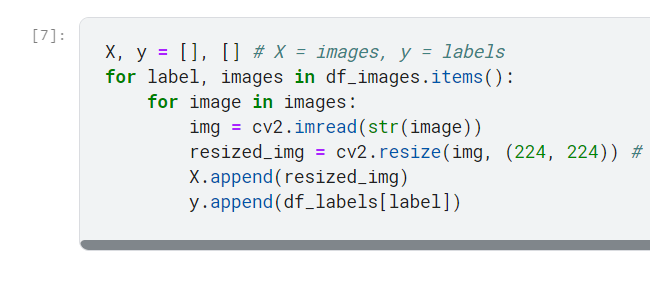 [7]:
X, y = [], [] # X = images, y = labels
for label, images in df_images.items():
    for image in images:
        img = cv2.imread(str(image))
        resized_img = cv2.resize(img, (224, 224)) #
        X.append(resized_img)
        y.append(df_labels[label])